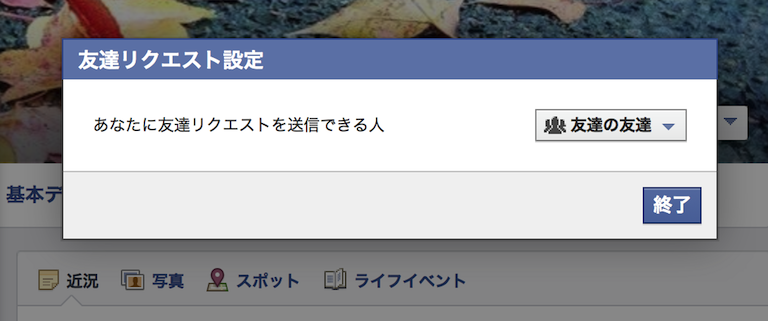 友達リクエスト設定
あなたに友達リクエストを送信できる人
友達の友達
基本デ
終了
近況
写真
スポット
ライフイベント